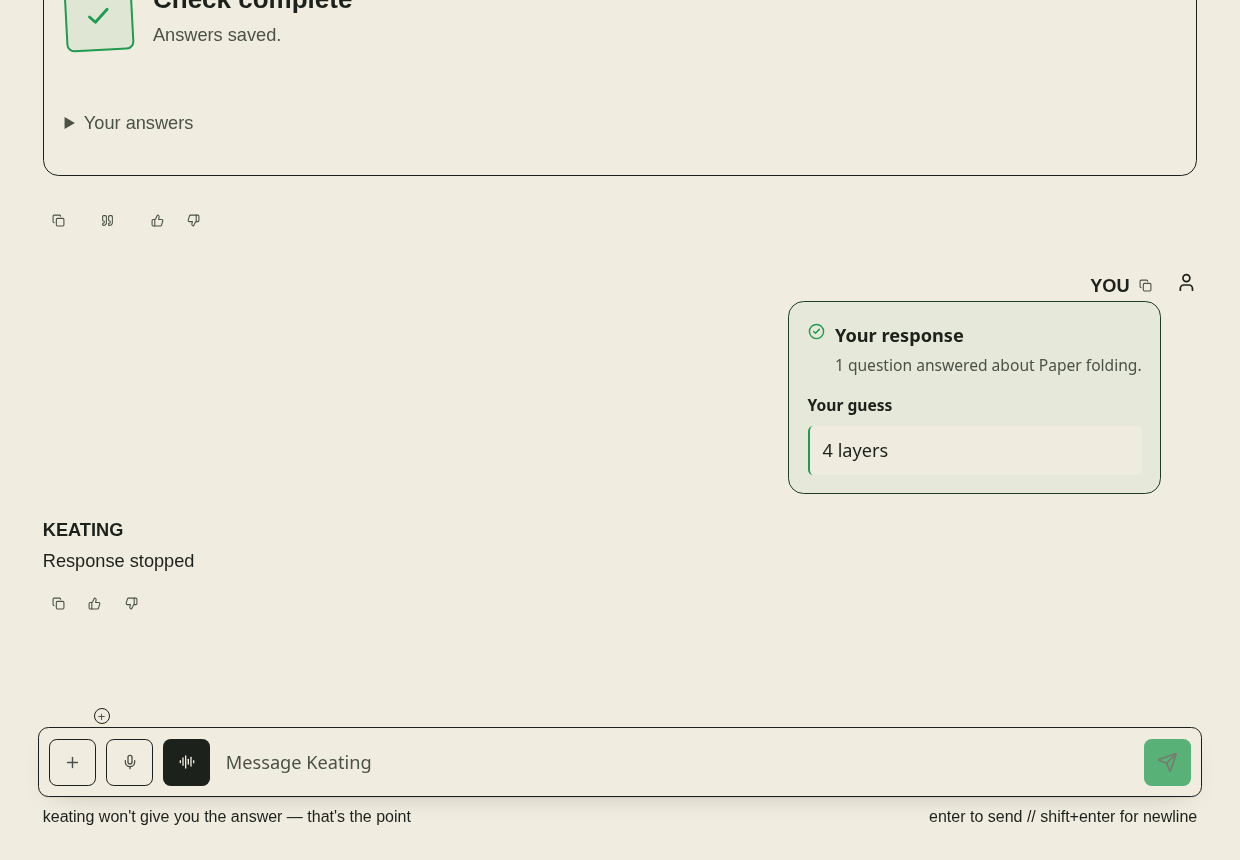 Check complete
Answers saved.
Your answers
YOU
Your response
1 question answered about Paper folding.
Your guess
4 layers
KEATING
Response stopped
Message Keating
keating won't give you the answer — that's the point
enter to send // shift+enter for newline